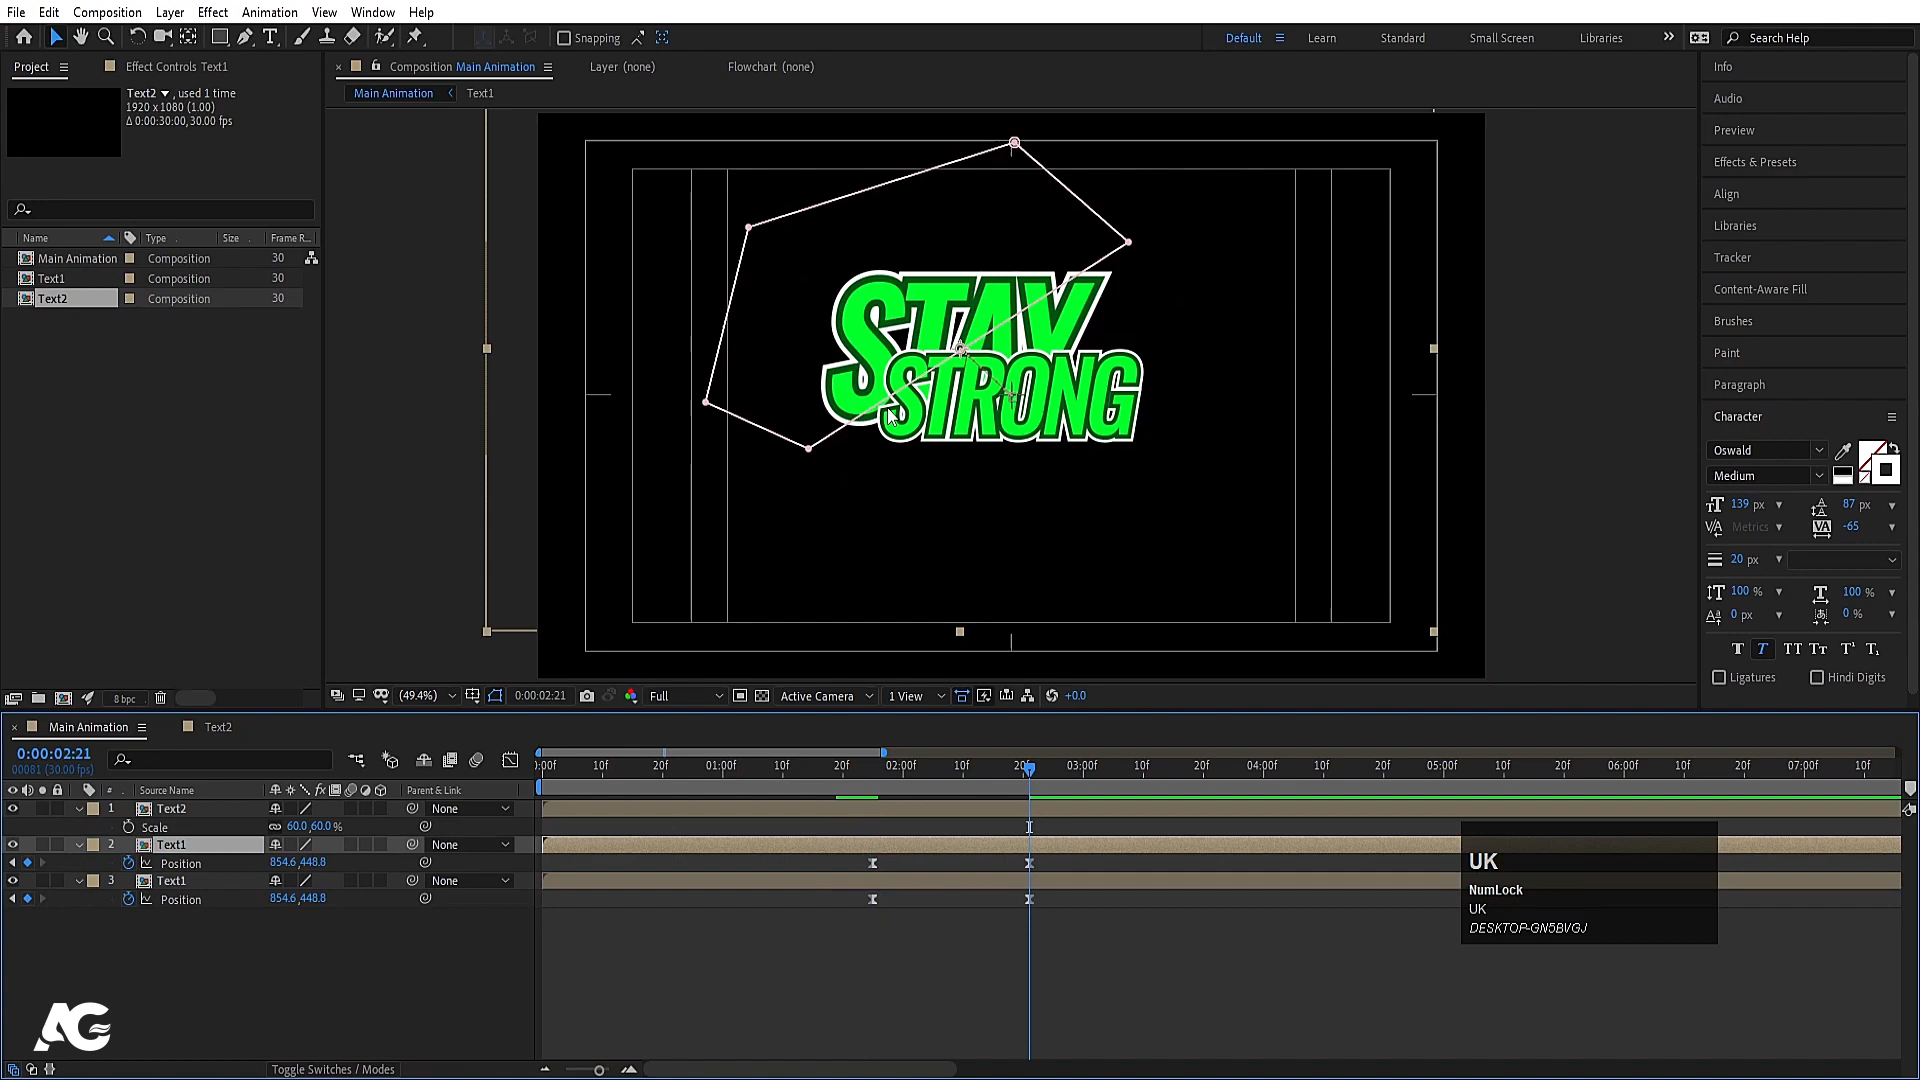 File Edit Composition Layer Effect Animation View Window Help
Snapping
Default Learn Standard Small Screen Libraries
Search Help
Project Effect Controls Text1
Composition Main Animation Layer (none) Flowchart (none)
Main Animation Text1
Text2 , used 1 time
1920 x 1080 (1.00)
Δ 0:00:30:00, 30.00 fps
Name Type Size Frame R...
Main Animation Composition 30
Text1 Composition 30
Text2 Composition 30
8 bpc
STAY
STRONG
(49.4%) 0:00:02:21 Full Active Camera 1 View +0.0
Info
Audio
Preview
Effects & Presets
Align
Libraries
Tracker
Content-Aware Fill
Brushes
Paint
Paragraph
Character
Oswald
Medium
139 px 87 px
Metrics -65
20 px
100 % 100 %
0 px 0 %
T T TT TT T¹ T₁
Ligatures Hindi Digits
Main Animation Text2
0:00:02:21
00081 (30.00 fps)
):00f 10f 20f 01:00f 10f 20f 02:00f 10f 20f 03:00f 10f 20f 04:00f 10f 20f 05:00f 10f 20f 06:00f 10f 20f 07:00f 10f
# Source Name Parent & Link
1 Text2 None
Scale 60.0,60.0 %
2 Text1 None
Position 854.6,448.8
3 Text1 None
Position 854.6,448.8
UK
NumLock
UK
DESKTOP-GN5BVGJ
AG
Toggle Switches / Modes